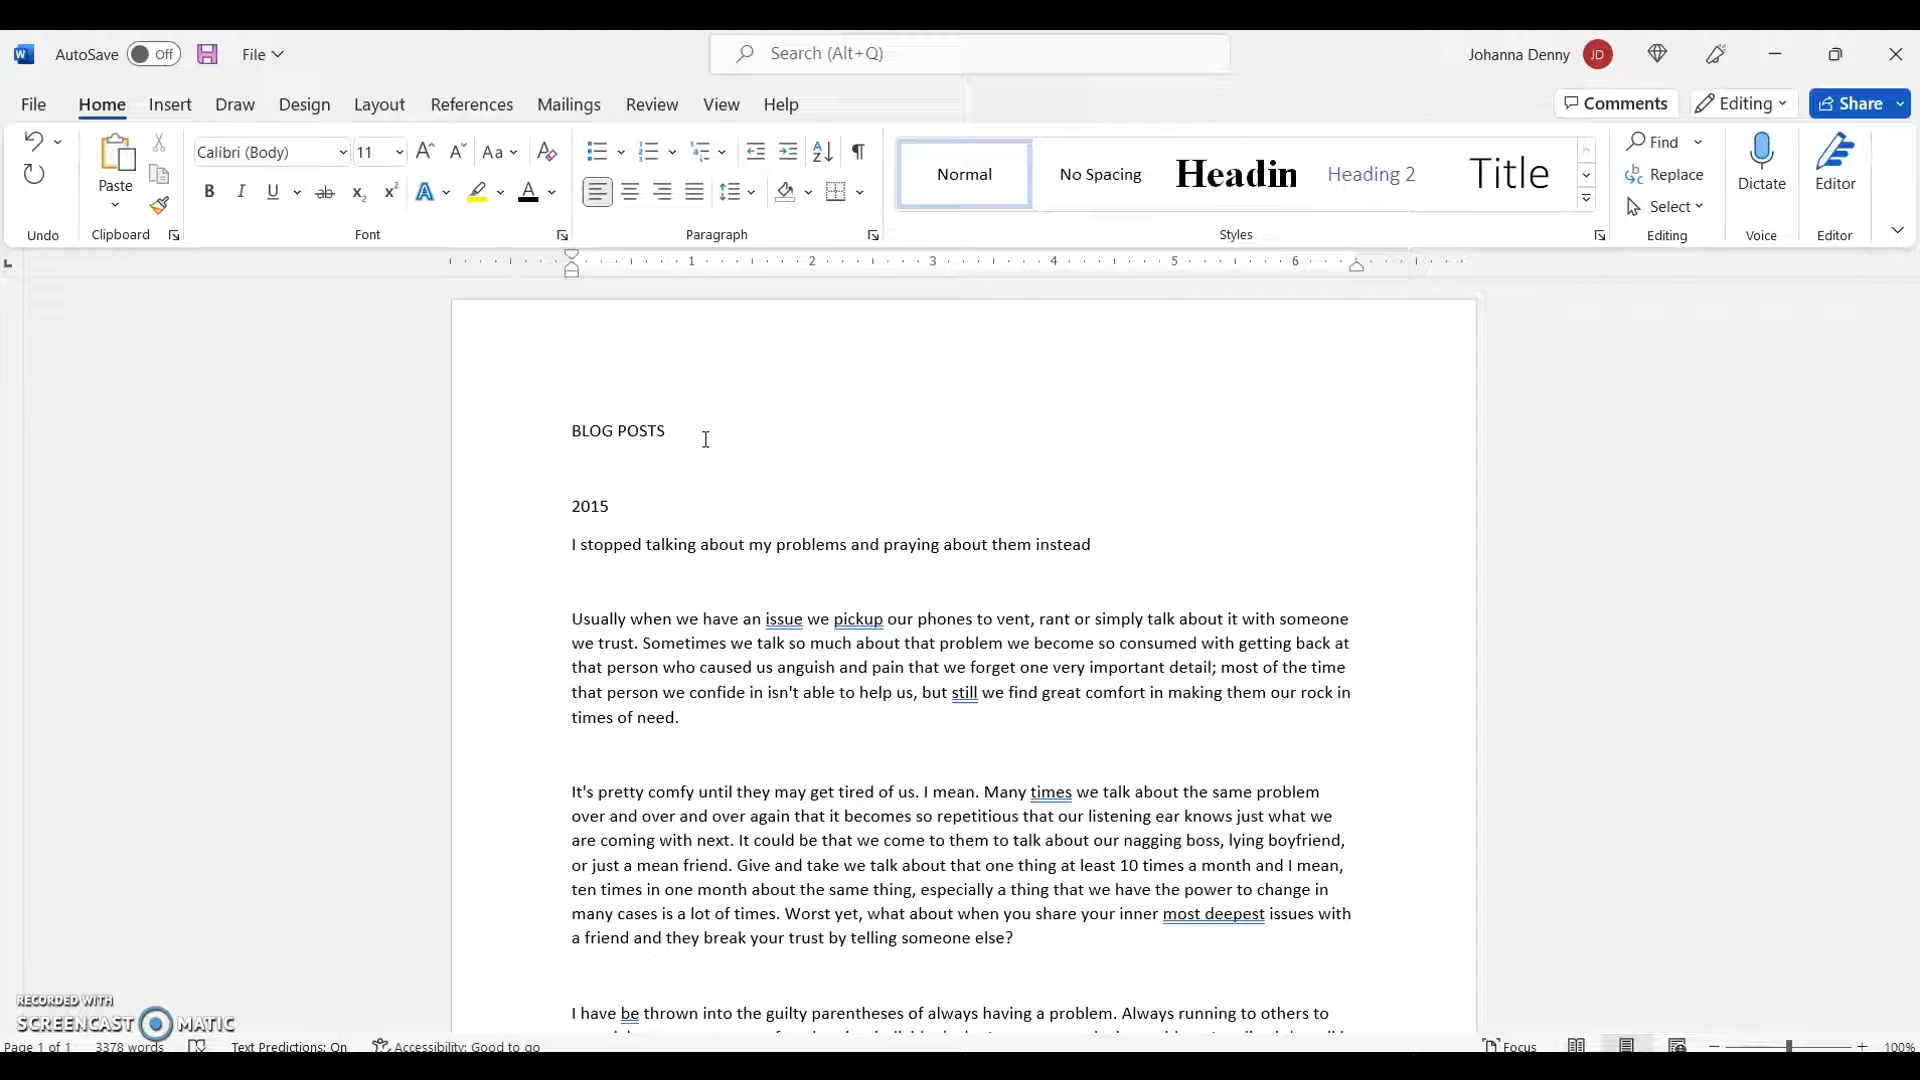 AutoSave Off File Search (Alt+Q) Johanna Denny JD
File Home Insert Draw Design Layout References Mailings Review View Help Comments Editing Share
Calibri (Body) 11 Aa Normal No Spacing Headin Heading 2 Title Find
Paste Replace Dictate Editor
Select
Undo Clipboard Font Paragraph Styles Editing Voice Editor
1 2 3 4 5 6
BLOG POSTS
2015
I stopped talking about my problems and praying about them instead
Usually when we have an issue we pickup our phones to vent, rant or simply talk about it with someone
we trust. Sometimes we talk so much about that problem we become so consumed with getting back at
that person who caused us anguish and pain that we forget one very important detail; most of the time
that person we confide in isn't able to help us, but still we find great comfort in making them our rock in
times of need.
It's pretty comfy until they may get tired of us. I mean. Many times we talk about the same problem
over and over and over again that it becomes so repetitious that our listening ear knows just what we
are coming with next. It could be that we come to them to talk about our nagging boss, lying boyfriend,
or just a mean friend. Give and take we talk about that one thing at least 10 times a month and I mean,
ten times in one month about the same thing, especially a thing that we have the power to change in
many cases is a lot of times. Worst yet, what about when you share your inner most deepest issues with
a friend and they break your trust by telling someone else?
I have be thrown into the guilty parentheses of always having a problem. Always running to others to
RECORDED WITH
SCREENCAST MATIC
Page 1 of 1 3378 words Text Predictions: On Accessibility: Good to go Focus 100%